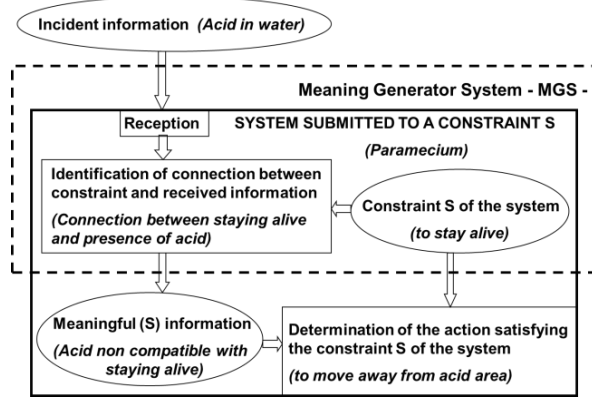 Incident information (Acid in water)
Meaning Generator System - MGS -
Reception
SYSTEM SUBMITTED TO A CONSTRAINT S
(Paramecium)
Identification of connection between
constraint and received information
(Connection between staying alive
and presence of acid)
Constraint S of the system
(to stay alive)
Meaningful (S) information
(Acid non compatible with
staying alive)
Determination of the action satisfying
the constraint S of the system
(to move away from acid area)